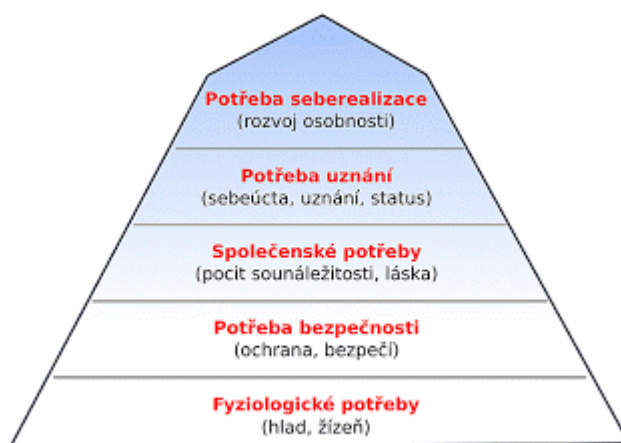 Potřeba seberealizace
(rozvoj osobnosti)
Potřeba uznání
(sebeúcta, uznání, status)
Společenské potřeby
(pocit sounáležitosti, láska)
Potřeba bezpečnosti
(ochrana, bezpečí)
Fyziologické potřeby
(hlad, žízeň)